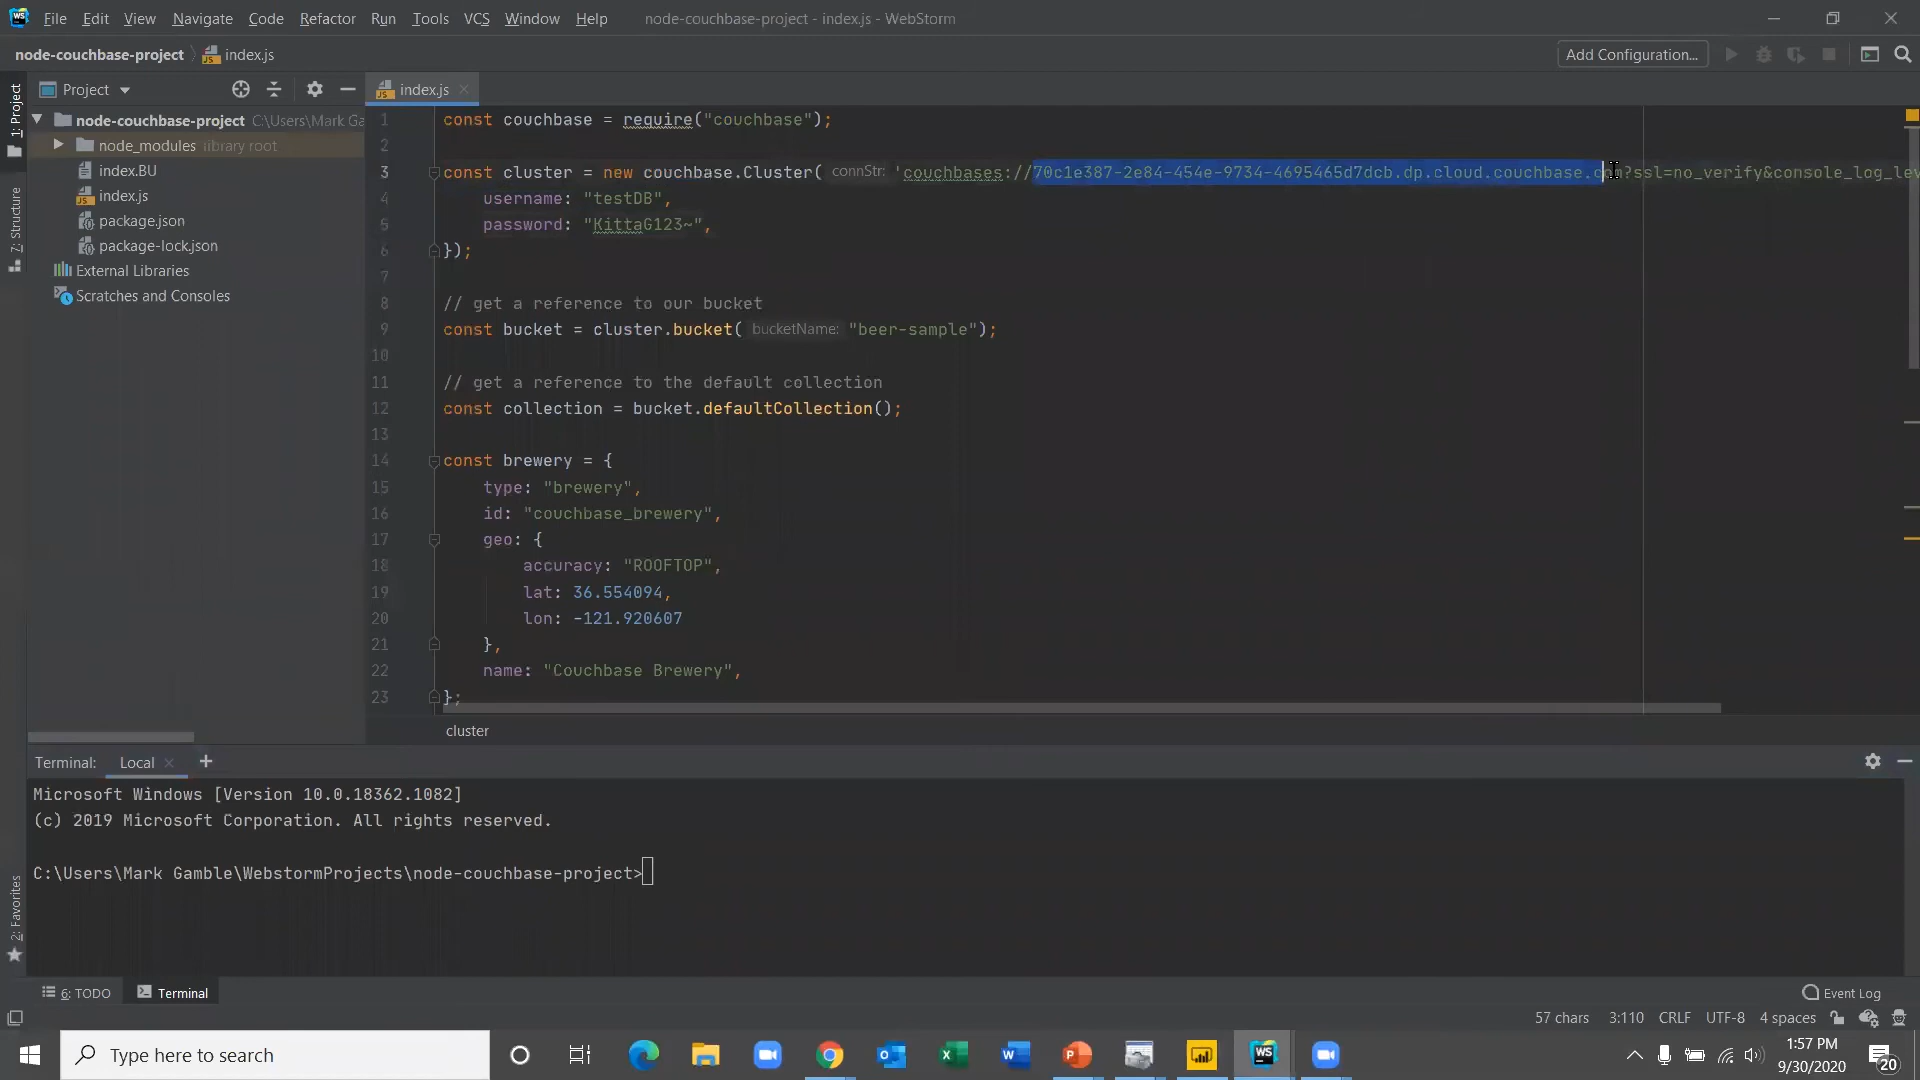 File Edit View Navigate Code Refactor Run Tools VCS Window Help node-couchbase-project - index.js - WebStorm
node-couchbase-project index.js Add Configuration...
Project index.js
1: Project
node-couchbase-project C:\Users\Mark Ga
node_modules library root
index.BU
index.js
package.json
package-lock.json
External Libraries
Scratches and Consoles
7: Structure
2: Favorites
1 const couchbase = require("couchbase");
2
3 const cluster = new couchbase.Cluster( connStr: 'couchbases://70c1e387-2e84-454e-9734-4695465d7dcb.dp.cloud.couchbase.com?ssl=no_verify&console_log_lev
4 username: "testDB",
5 password: "KittaG123~",
6 });
7
8 // get a reference to our bucket
9 const bucket = cluster.bucket( bucketName: "beer-sample");
10
11 // get a reference to the default collection
12 const collection = bucket.defaultCollection();
13
14 const brewery = {
15 type: "brewery",
16 id: "couchbase_brewery",
17 geo: {
18 accuracy: "ROOFTOP",
19 lat: 36.554094,
20 lon: -121.920607
21 },
22 name: "Couchbase Brewery",
23 };
cluster
Terminal: Local +
Microsoft Windows [Version 10.0.18362.1082]
(c) 2019 Microsoft Corporation. All rights reserved.
C:\Users\Mark Gamble\WebstormProjects\node-couchbase-project>
6: TODO Terminal Event Log
57 chars 3:110 CRLF UTF-8 4 spaces
Type here to search
1:57 PM
9/30/2020
20